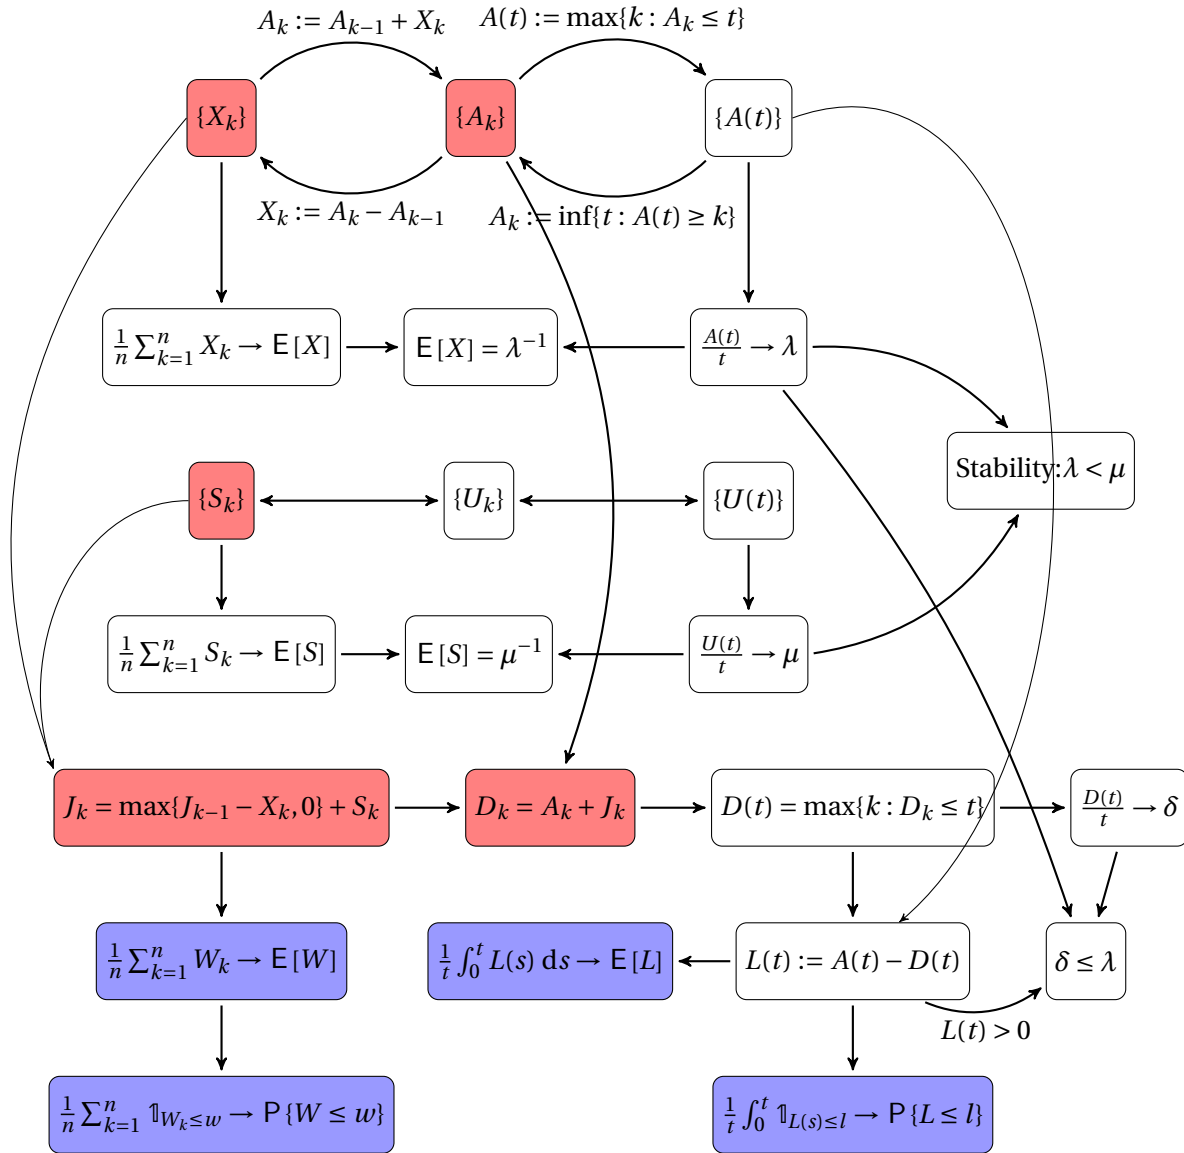 A_k := A_{k-1} + X_k
A(t) := max{k : A_k ≤ t}
{X_k}
{A_k}
{A(t)}
X_k := A_k − A_{k-1}
A_k := inf{t : A(t) ≥ k}
1/n ∑_{k=1}^n X_k → E[X]
E[X] = λ^{-1}
A(t)/t → λ
Stability:λ < μ
{S_k}
{U_k}
{U(t)}
1/n ∑_{k=1}^n S_k → E[S]
E[S] = μ^{-1}
U(t)/t → μ
J_k = max{J_{k-1} − X_k, 0} + S_k
D_k = A_k + J_k
D(t) = max{k : D_k ≤ t}
D(t)/t → δ
1/n ∑_{k=1}^n W_k → E[W]
1/t ∫_0^t L(s) ds → E[L]
L(t) := A(t) − D(t)
δ ≤ λ
L(t) > 0
1/n ∑_{k=1}^n 𝟙_{W_k≤w} → P{W ≤ w}
1/t ∫_0^t 𝟙_{L(s)≤l} → P{L ≤ l}